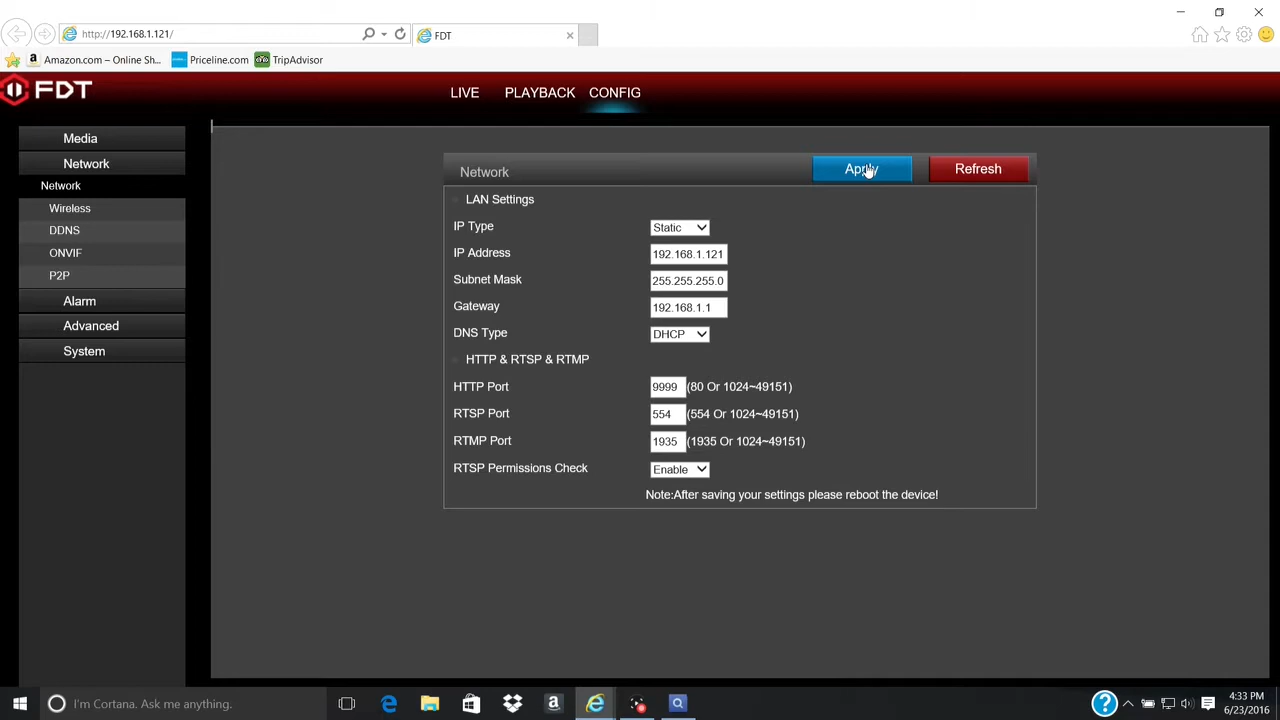 http://192.168.1.121/
FDT
Amazon.com – Online Sh...
Priceline.com
TripAdvisor
FDT
LIVE
PLAYBACK
CONFIG
Media
Network
Network
Wireless
DDNS
ONVIF
P2P
Alarm
Advanced
System
Network
Apply
Refresh
LAN Settings
IP Type
Static
IP Address
192.168.1.121
Subnet Mask
255.255.255.0
Gateway
192.168.1.1
DNS Type
DHCP
HTTP & RTSP & RTMP
HTTP Port
9999 (80 Or 1024~49151)
RTSP Port
554 (554 Or 1024~49151)
RTMP Port
1935 (1935 Or 1024~49151)
RTSP Permissions Check
Enable
Note:After saving your settings please reboot the device!
I'm Cortana. Ask me anything.
4:33 PM
6/23/2016